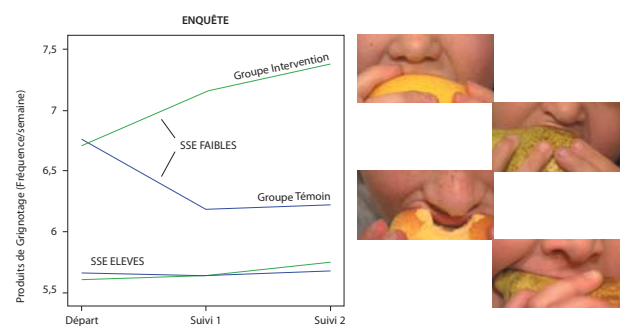 ENQUÊTE
Produits de Grignotage (Fréquence/semaine)
7,5
7
6,5
6
5,5
Groupe Intervention
SSE FAIBLES
Groupe Témoin
SSE ELEVES
Départ
Suivi 1
Suivi 2